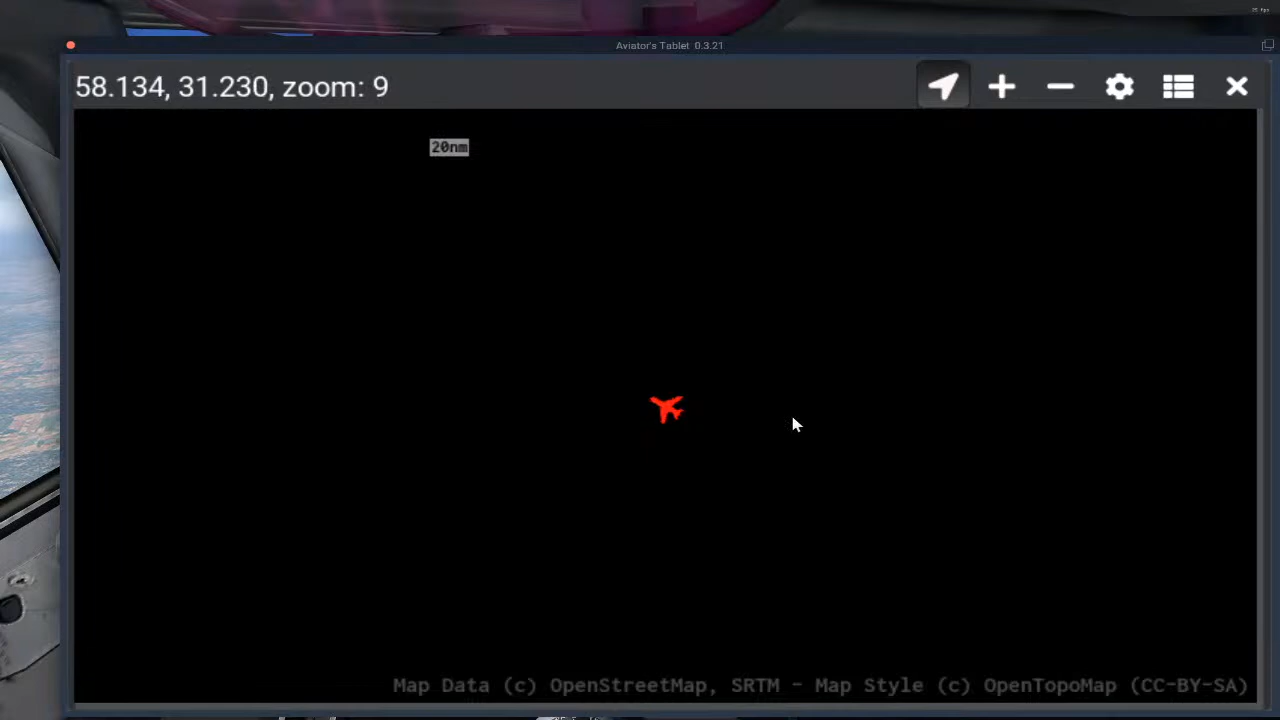 Aviator's Tablet 0.3.21
58.134, 31.230, zoom: 9
20nm
Map Data (c) OpenStreetMap, SRTM - Map Style (c) OpenTopoMap (CC-BY-SA)